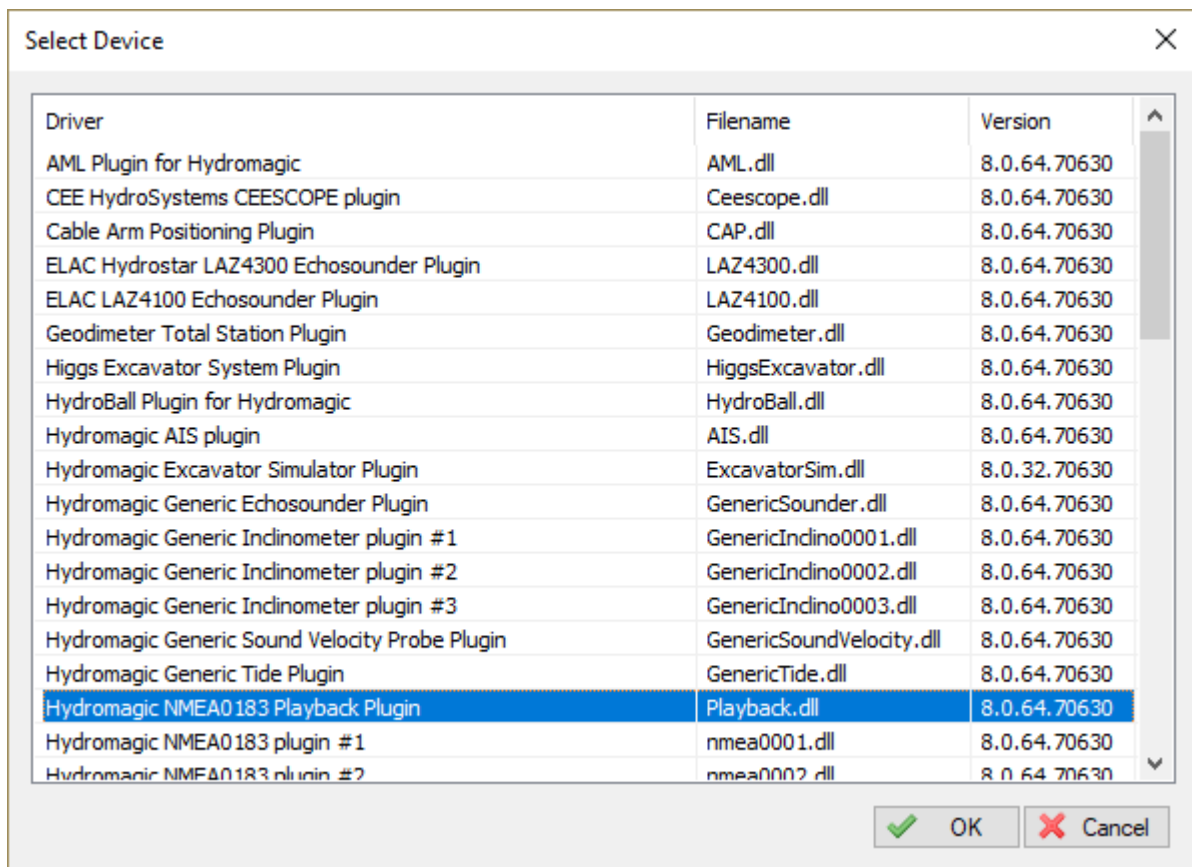 Select Device
Driver Filename Version
AML Plugin for Hydromagic AML.dll 8.0.64.70630
CEE HydroSystems CEESCOPE plugin Ceescope.dll 8.0.64.70630
Cable Arm Positioning Plugin CAP.dll 8.0.64.70630
ELAC Hydrostar LAZ4300 Echosounder Plugin LAZ4300.dll 8.0.64.70630
ELAC LAZ4100 Echosounder Plugin LAZ4100.dll 8.0.64.70630
Geodimeter Total Station Plugin Geodimeter.dll 8.0.64.70630
Higgs Excavator System Plugin HiggsExcavator.dll 8.0.64.70630
HydroBall Plugin for Hydromagic HydroBall.dll 8.0.64.70630
Hydromagic AIS plugin AIS.dll 8.0.64.70630
Hydromagic Excavator Simulator Plugin ExcavatorSim.dll 8.0.32.70630
Hydromagic Generic Echosounder Plugin GenericSounder.dll 8.0.64.70630
Hydromagic Generic Inclinometer plugin #1 GenericInclino0001.dll 8.0.64.70630
Hydromagic Generic Inclinometer plugin #2 GenericInclino0002.dll 8.0.64.70630
Hydromagic Generic Inclinometer plugin #3 GenericInclino0003.dll 8.0.64.70630
Hydromagic Generic Sound Velocity Probe Plugin GenericSoundVelocity.dll 8.0.64.70630
Hydromagic Generic Tide Plugin GenericTide.dll 8.0.64.70630
Hydromagic NMEA0183 Playback Plugin Playback.dll 8.0.64.70630
Hydromagic NMEA0183 plugin #1 nmea0001.dll 8.0.64.70630
Hydromagic NMEA0183 plugin #2 nmea0002.dll 8.0.64.70630
OK Cancel